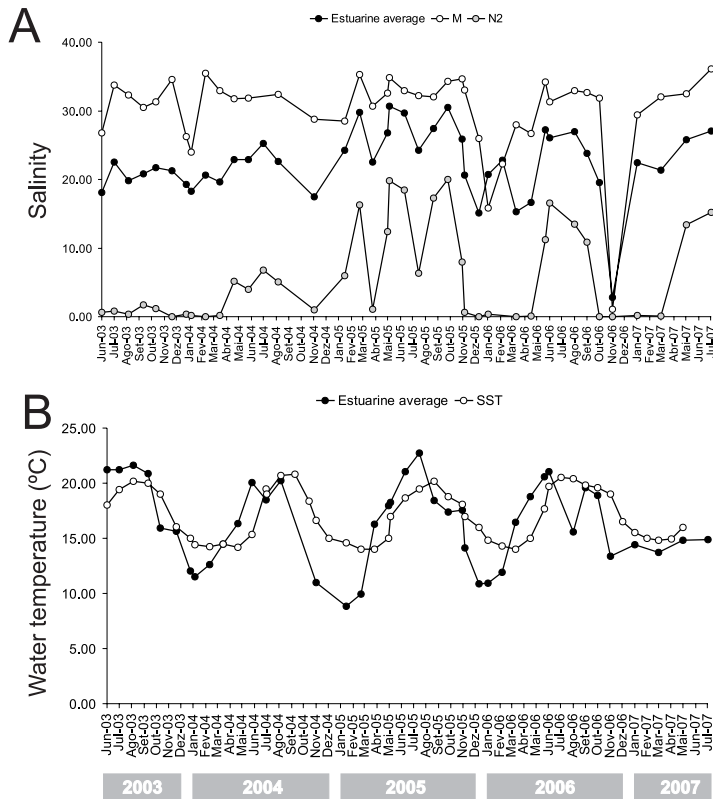 A
Estuarine average M N2
Salinity
40.00
30.00
20.00
10.00
0.00
Jun-03 Jul-03 Ago-03 Set-03 Out-03 Nov-03 Dez-03 Jan-04 Fev-04 Mar-04 Abr-04 Mai-04 Jun-04 Jul-04 Ago-04 Set-04 Out-04 Nov-04 Dez-04 Jan-05 Fev-05 Mar-05 Abr-05 Mai-05 Jun-05 Jul-05 Ago-05 Set-05 Out-05 Nov-05 Dez-05 Jan-06 Fev-06 Mar-06 Abr-06 Mai-06 Jun-06 Jul-06 Ago-06 Set-06 Out-06 Nov-06 Dez-06 Jan-07 Fev-07 Mar-07 Abr-07 Mai-07 Jun-07 Jul-07
B
Estuarine average SST
Water temperature (ºC)
25.00
20.00
15.00
10.00
5.00
0.00
Jun-03 Jul-03 Ago-03 Set-03 Out-03 Nov-03 Dez-03 Jan-04 Fev-04 Mar-04 Abr-04 Mai-04 Jun-04 Jul-04 Ago-04 Set-04 Out-04 Nov-04 Dez-04 Jan-05 Fev-05 Mar-05 Abr-05 Mai-05 Jun-05 Jul-05 Ago-05 Set-05 Out-05 Nov-05 Dez-05 Jan-06 Fev-06 Mar-06 Abr-06 Mai-06 Jun-06 Jul-06 Ago-06 Set-06 Out-06 Nov-06 Dez-06 Jan-07 Fev-07 Mar-07 Abr-07 Mai-07 Jun-07 Jul-07
2003 2004 2005 2006 2007